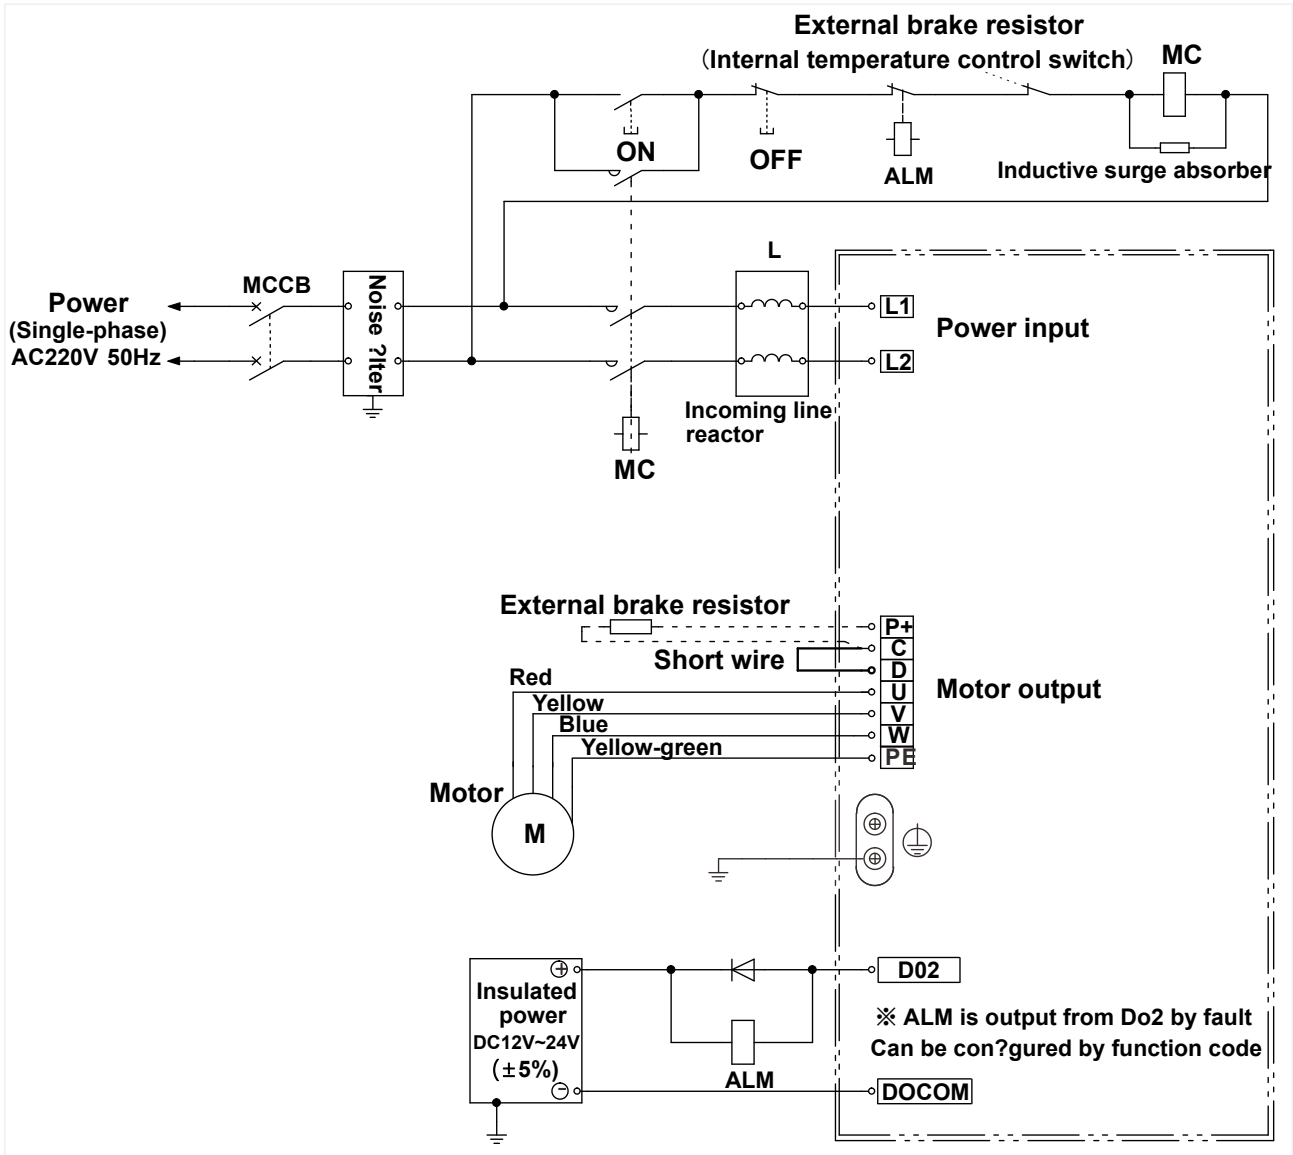 External brake resistor
(Internal temperature control switch)
MC
ON
OFF
ALM
Inductive surge absorber
L
MCCB
Noise ?lter
Power
(Single-phase)
AC220V 50Hz
L1
Power input
L2
Incoming line
reactor
MC
External brake resistor
P+
C
Short wire
D
Red
U
Motor output
Yellow
V
Blue
W
Yellow-green
PE
Motor
M
D02
Insulated
power
DC12V~24V
(±5%)
※ ALM is output from Do2 by fault
Can be con?gured by function code
ALM
DOCOM